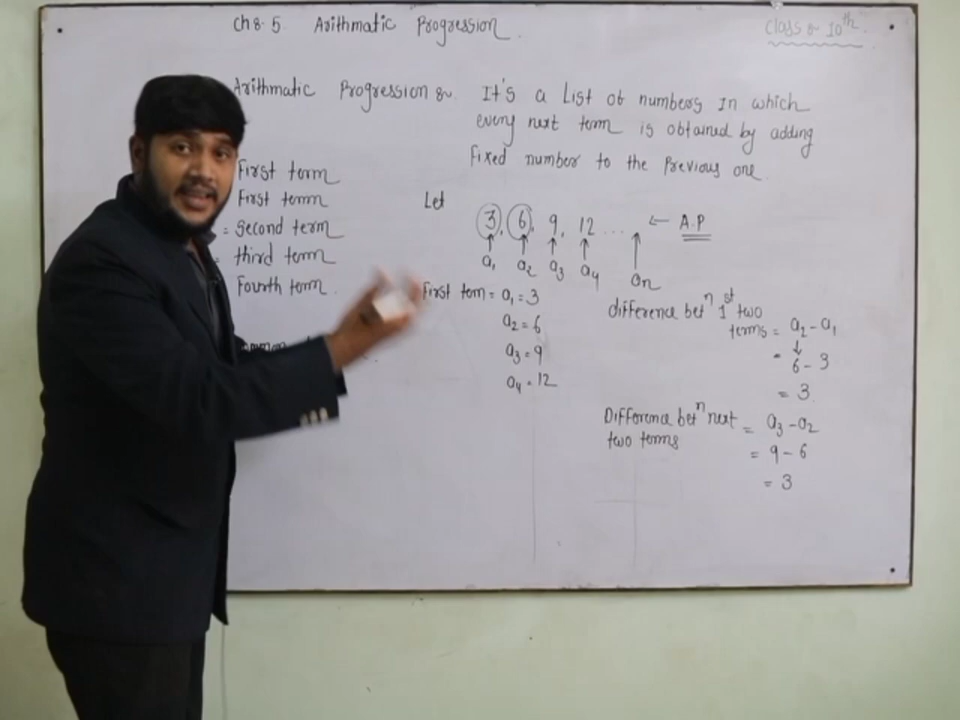 Ch 8. 5 Arithmatic Progression.
Class 10th
Arithmatic Progression It's a List of numbers In which
every next term is obtained by adding
fixed number to the previous one.
First term
First term
= second term
= third term
Fourth term
Let
3, 6, 9, 12 ... ← A.P
a1 a2 a3 a4 an
First term = a1 = 3
a2 = 6
a3 = 9
a4 = 12
difference betn 1st two
terms = a2 - a1
= 6 - 3
= 3
Difference betn next
two terms = a3 - a2
= 9 - 6
= 3